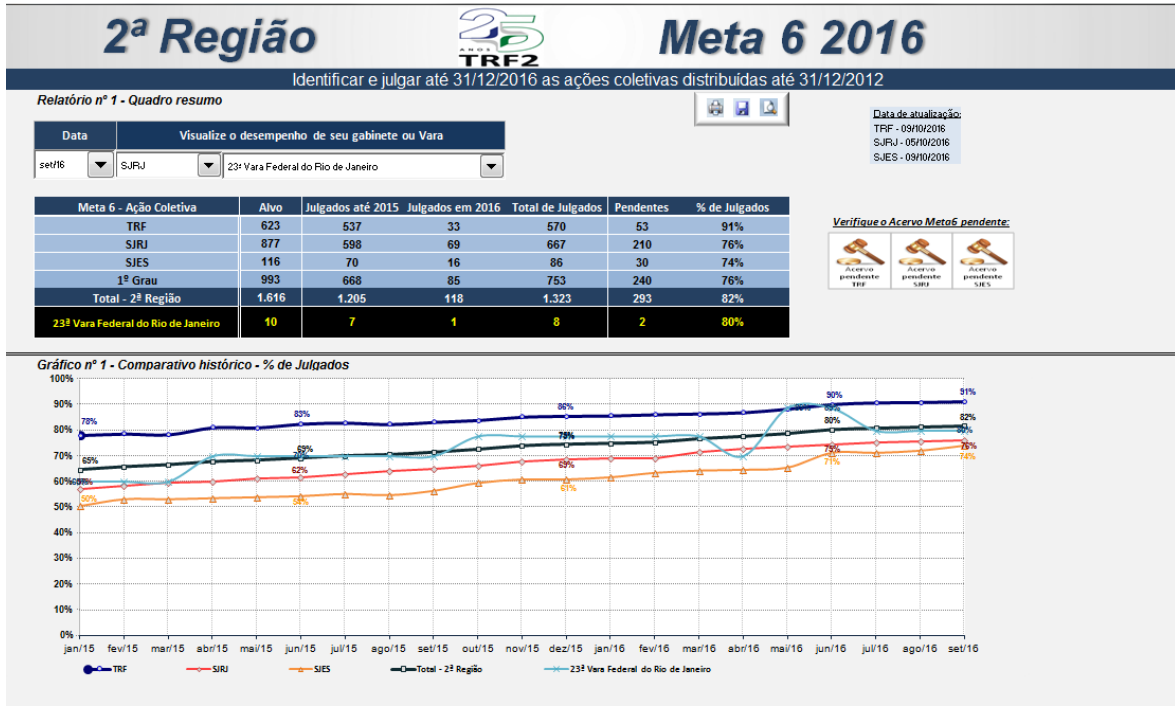 2ª Região
25
ANOS
TRF2
Meta 6 2016
Identificar e julgar até 31/12/2016 as ações coletivas distribuídas até 31/12/2012
Relatório nº 1 - Quadro resumo
Data de atualização:
TRF - 09/10/2016
SJRJ - 05/10/2016
SJES - 09/10/2016
Data Visualize o desempenho de seu gabinete ou Vara
set/16 SJRJ 23ª Vara Federal do Rio de Janeiro
Meta 6 - Ação Coletiva Alvo Julgados até 2015 Julgados em 2016 Total de Julgados Pendentes % de Julgados
TRF 623 537 33 570 53 91%
SJRJ 877 598 69 667 210 76%
SJES 116 70 16 86 30 74%
1º Grau 993 668 85 753 240 76%
Total - 2ª Região 1.616 1.205 118 1.323 293 82%
23ª Vara Federal do Rio de Janeiro 10 7 1 8 2 80%
Verifique o Acervo Meta6 pendente:
Acervo pendente TRF
Acervo pendente SJRJ
Acervo pendente SJES
Gráfico nº 1 - Comparativo histórico - % de Julgados
100%
90%
80%
70%
60%
50%
40%
30%
20%
10%
0%
78% 83% 86% 90% 91%
65% 69% 80% 82%
62% 69% 76%
50% 54% 61% 71% 74%
80%
jan/15 fev/15 mar/15 abr/15 mai/15 jun/15 jul/15 ago/15 set/15 out/15 nov/15 dez/15 jan/16 fev/16 mar/16 abr/16 mai/16 jun/16 jul/16 ago/16 set/16
TRF SJRJ SJES Total - 2ª Região 23ª Vara Federal do Rio de Janeiro